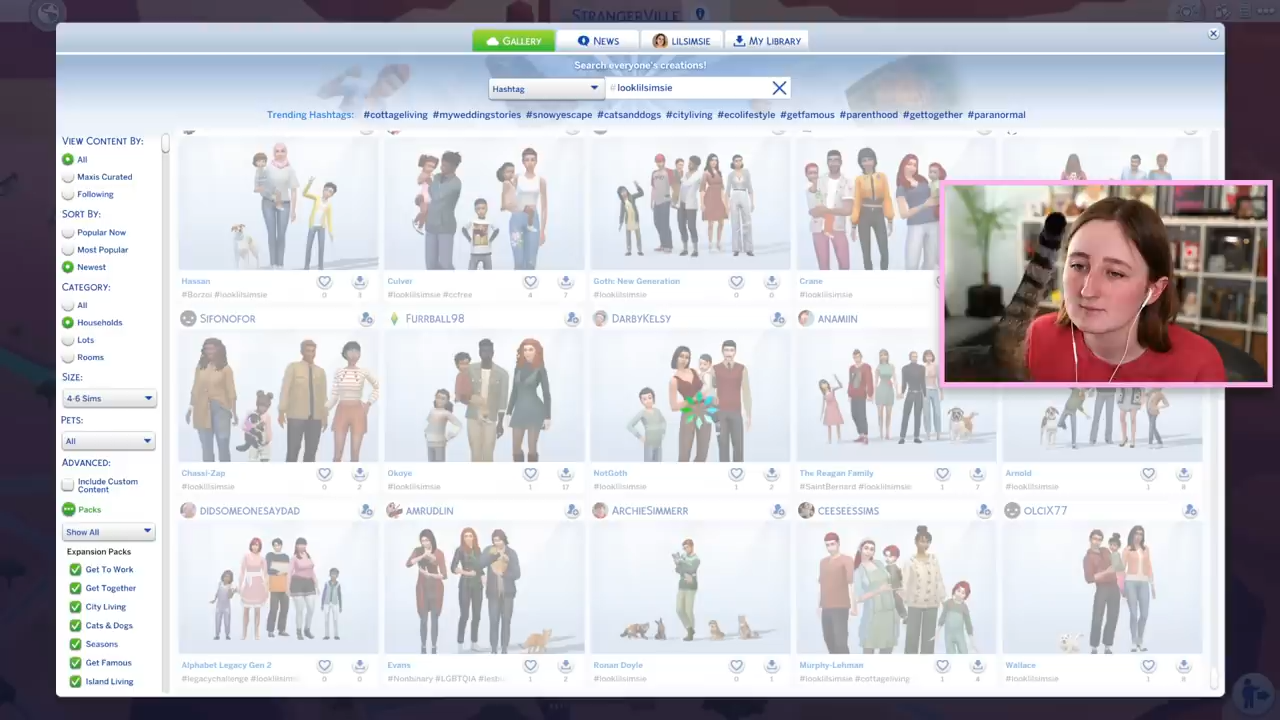 STRANGERVILLE
GALLERY
NEWS
LILSIMSIE
MY LIBRARY
Search everyone's creations!
Hashtag
# looklilsimsie
Trending Hashtags: #cottageliving #myweddingstories #snowyescape #catsanddogs #cityliving #ecolifestyle #getfamous #parenthood #gettogether #paranormal
VIEW CONTENT BY:
All
Maxis Curated
Following
SORT BY:
Popular Now
Most Popular
Newest
CATEGORY:
All
Households
Lots
Rooms
SIZE:
4-6 Sims
PETS:
All
ADVANCED:
Include Custom
Content
Packs
Show All
Expansion Packs
Get To Work
Get Together
City Living
Cats & Dogs
Seasons
Get Famous
Island Living
Hassan
#Borzoi #looklilsimsie 0 3
Culver
#looklilsimsie #ccfree 4 7
Goth: New Generation
#looklilsimsie 0 0
Crane
#looklilsimsie
SIFONOFOR
FURRBALL98
DARBYKELSY
ANAMIIN
Chassi-Zap
#looklilsimsie 0 2
Okoye
#looklilsimsie 1 17
NotGoth
#looklilsimsie 1 2
The Reagan Family
#SaintBernard #looklilsimsie 1 7
Arnold
#looklilsimsie 1 8
DIDSOMEONESAYDAD
AMRUDLIN
ARCHIESIMMERR
CEESEESSIMS
OLCIX77
Alphabet Legacy Gen 2
#legacychallenge #looklilsims 0 0
Evans
#Nonbinary #LGBTQIA #lesbi 1 2
Ronan Doyle
#looklilsimsie 0 1
Murphy-Lehman
#looklilsimsie #cottageliving 1 4
Wallace
#looklilsimsie 1 8